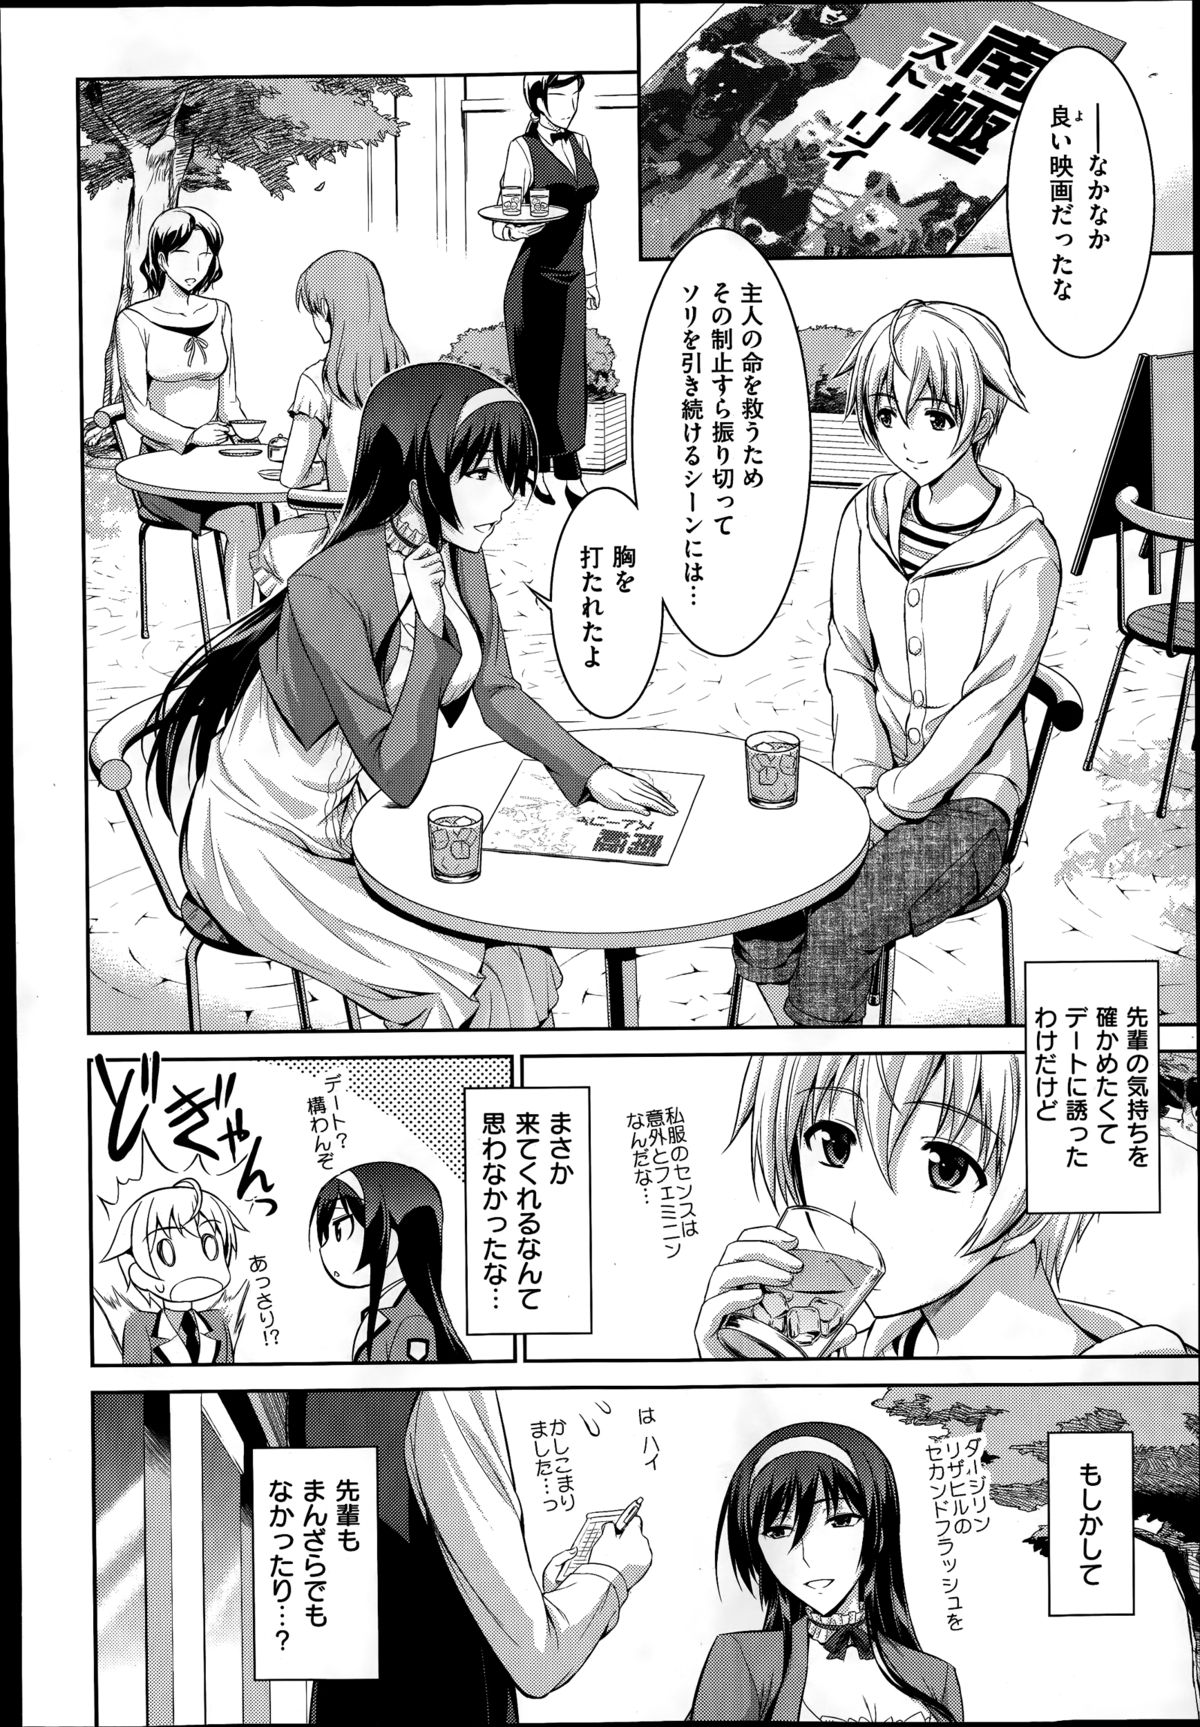 南極
ストーリィ
――なかなか
良い映画だったな
よ
主人の命を救うため
その制止すら振り切って
ソリを引き続けるシーンには…
胸を
打たれたよ
南極
ストーリィ
先輩の気持ちを
確かめたくて
デートに誘った
わけだけど
私服のセンスは
意外とフェミニン
なんだな…
まさか
来てくれるなんて
思わなかったな…
デート?
構わんぞ
どぎゃんっ
あっさり!?
もしかして
ダージリン
リザヒルの
セカンドフラッシュを
は ハイ
かしこまり
ました…っ
先輩も
まんざらでも
なかったり…?